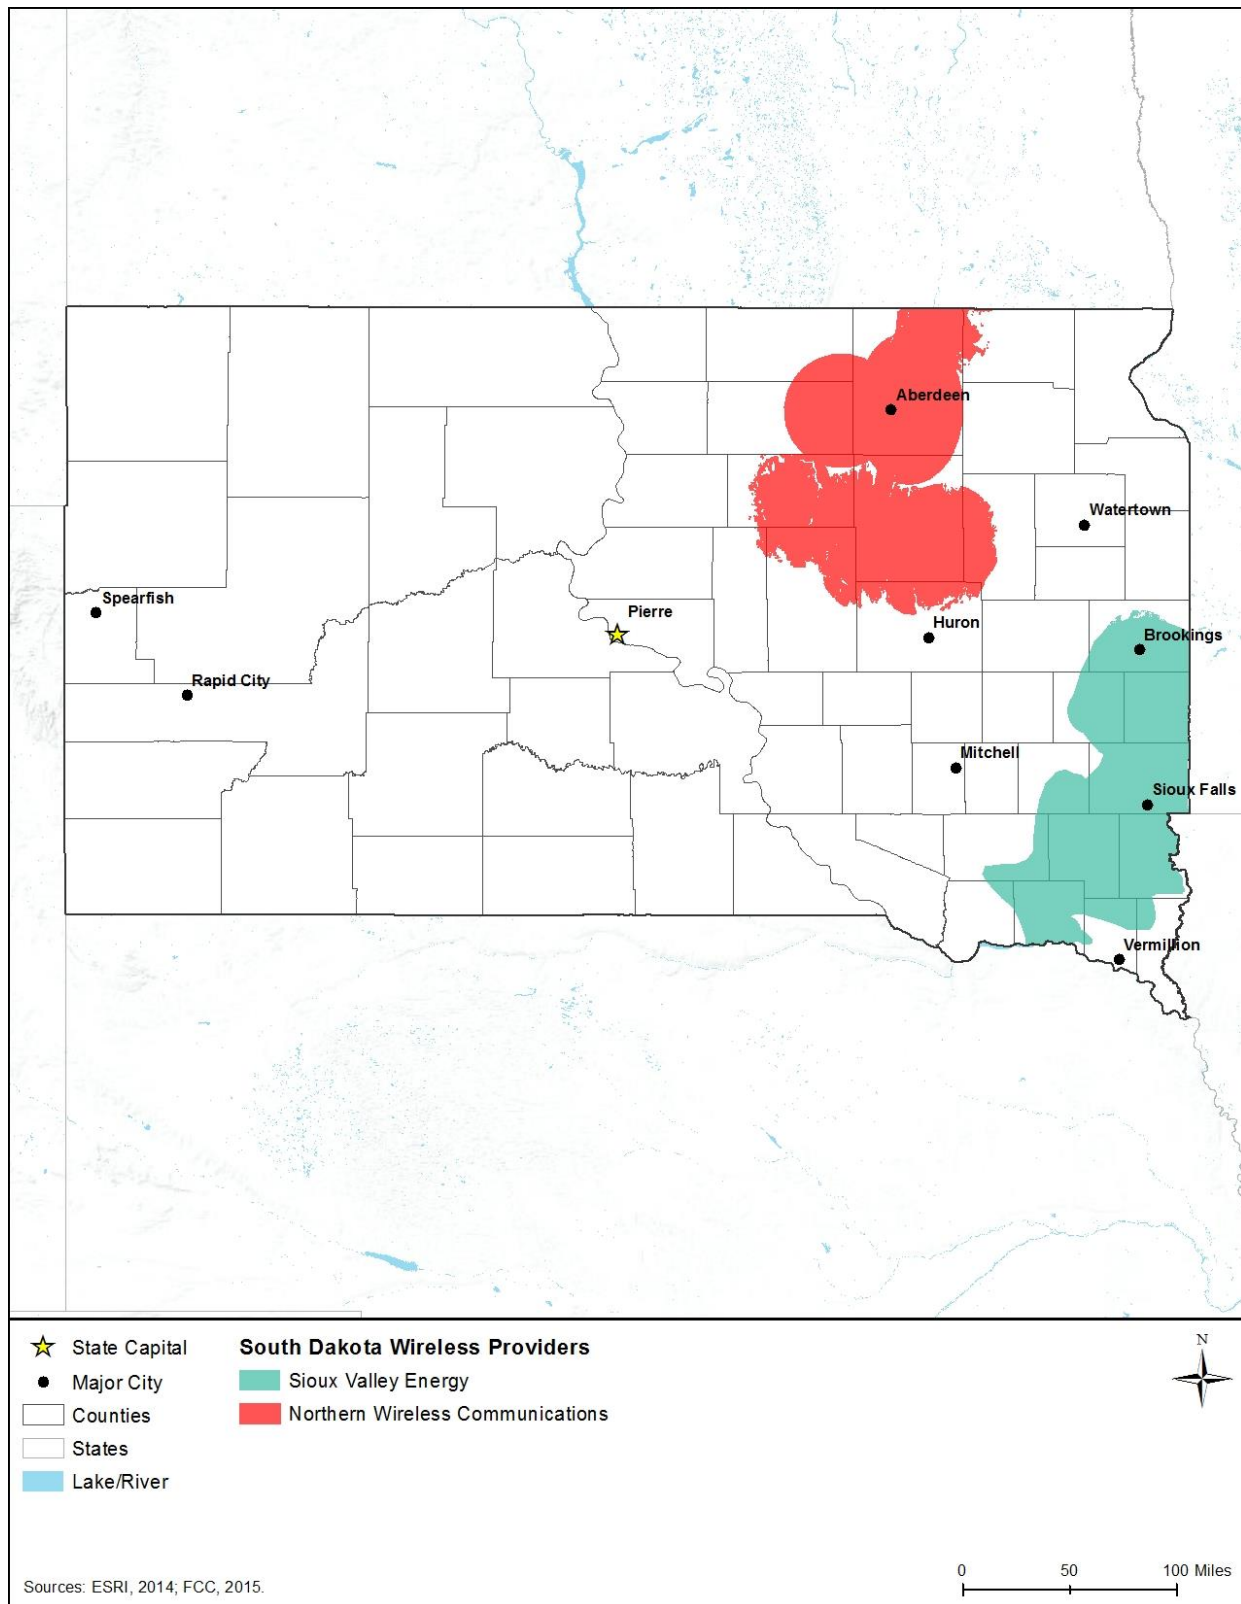 Aberdeen
Watertown
Spearfish
Pierre
Huron
Brookings
Rapid City
Mitchell
Sioux Falls
Vermillion
State Capital
Major City
Counties
States
Lake/River
South Dakota Wireless Providers
Sioux Valley Energy
Northern Wireless Communications
N
Sources: ESRI, 2014; FCC, 2015.
0 50 100 Miles